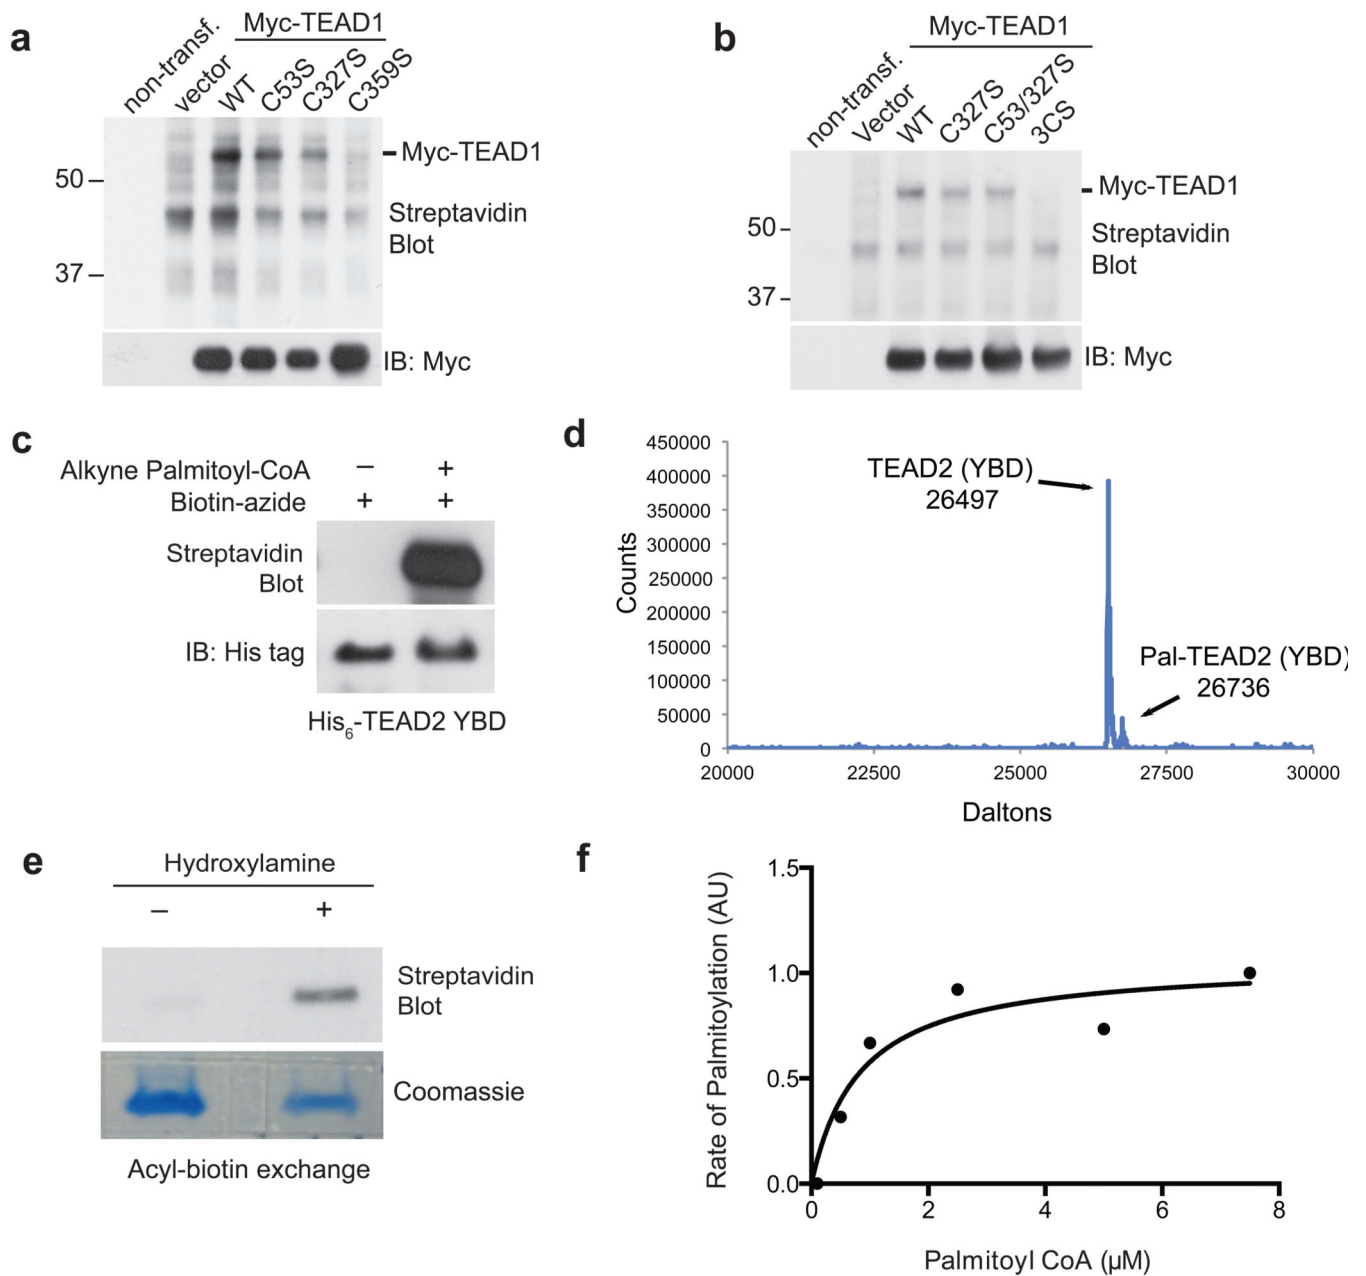 a
Myc-TEAD1
non-transf.
vector
WT
C53S
C327S
C359S
50
37
Myc-TEAD1
Streptavidin
Blot
IB: Myc
b
Myc-TEAD1
non-transf.
Vector
WT
C327S
C53/327S
3CS
50
37
Myc-TEAD1
Streptavidin
Blot
IB: Myc
c
Alkyne Palmitoyl-CoA – +
Biotin-azide + +
Streptavidin
Blot
IB: His tag
His6-TEAD2 YBD
d
Counts
450000
400000
350000
300000
250000
200000
150000
100000
50000
0
TEAD2 (YBD)
26497
Pal-TEAD2 (YBD)
26736
20000 22500 25000 27500 30000
Daltons
e
Hydroxylamine
– +
Streptavidin
Blot
Coomassie
Acyl-biotin exchange
f
Rate of Palmitoylation (AU)
1.5
1.0
0.5
0.0
0 2 4 6 8
Palmitoyl CoA (µM)